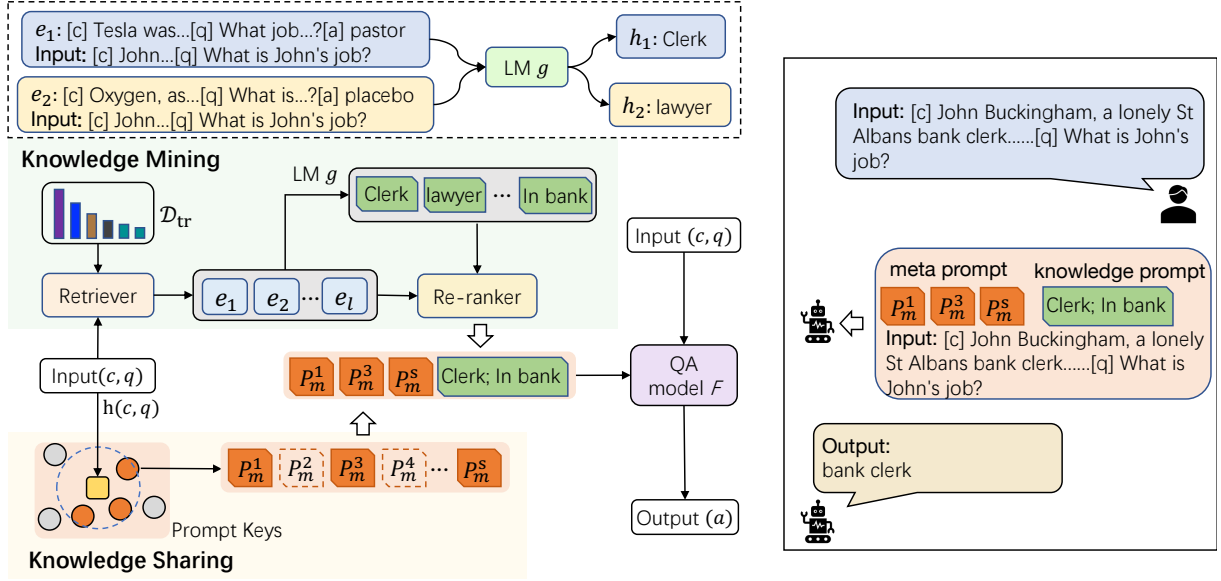 e₁: [c] Tesla was...[q] What job...?[a] pastor
Input: [c] John...[q] What is John's job?
e₂: [c] Oxygen, as...[q] What is...?[a] placebo
Input: [c] John...[q] What is John's job?
LM g
h₁: Clerk
h₂: lawyer
Knowledge Mining
𝒟tr
LM g
Clerk
lawyer
...
In bank
Retriever
e₁
e₂
...
eₗ
Re-ranker
Input (c, q)
Input(c, q)
h(c, q)
P¹ₘ
P³ₘ
Pˢₘ
Clerk; In bank
QA
model F
P¹ₘ
P²ₘ
P³ₘ
P⁴ₘ
...
Pˢₘ
Prompt Keys
Knowledge Sharing
Output (a)
Input: [c] John Buckingham, a lonely St
Albans bank clerk......[q] What is John's
job?
meta prompt
knowledge prompt
P¹ₘ
P³ₘ
Pˢₘ
Clerk; In bank
Input: [c] John Buckingham, a lonely
St Albans bank clerk......[q] What is
John's job?
Output:
bank clerk